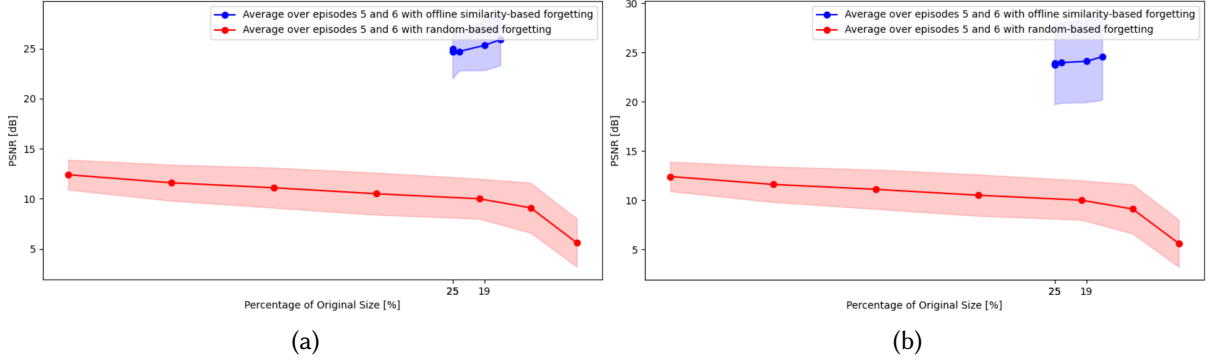 Average over episodes 5 and 6 with offline similarity-based forgetting
Average over episodes 5 and 6 with random-based forgetting
25
20
15
10
5
PSNR [dB]
25 19
Percentage of Original Size [%]
(a)
Average over episodes 5 and 6 with offline similarity-based forgetting
Average over episodes 5 and 6 with random-based forgetting
30
25
20
15
10
5
PSNR [dB]
25 19
Percentage of Original Size [%]
(b)